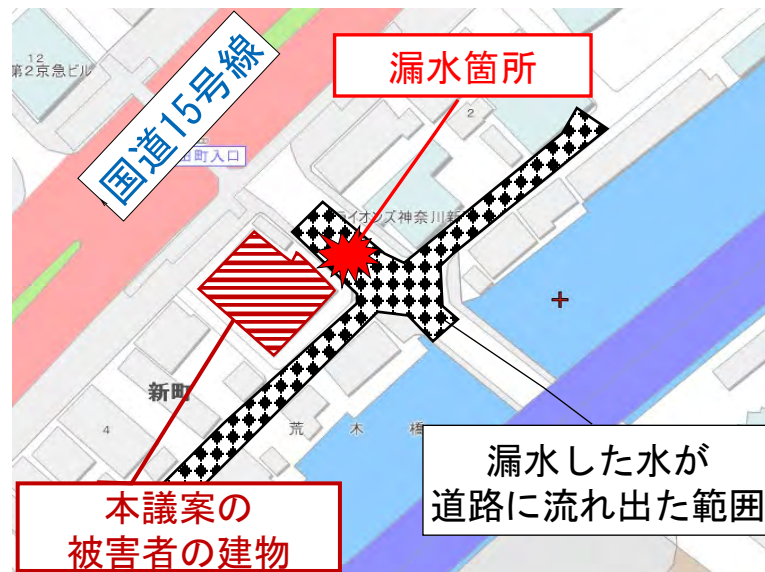 国道15号線
漏水箇所
12
第2京急ビル
2
町入口
ライオンズ神奈川新
新町
4
荒木橋
本議案の
被害者の建物
漏水した水が
道路に流れ出た範囲